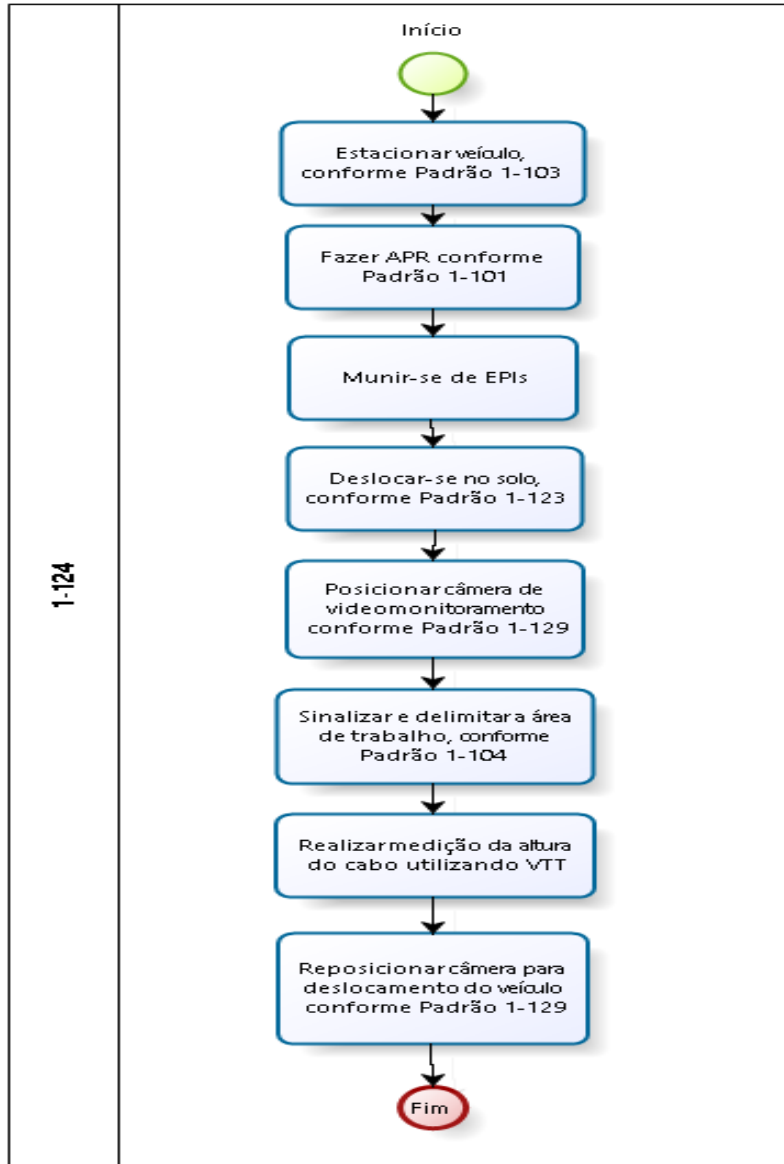 Início
Estacionar veículo,
conforme Padrão 1-103
Fazer APR conforme
Padrão 1-101
Munir-se de EPIs
Deslocar-se no solo,
conforme Padrão 1-123
Posicionar câmera de
videomonitoramento
conforme Padrão 1-129
1-124
Sinalizar e delimitar a área
de trabalho, conforme
Padrão 1-104
Realizar medição da altura
do cabo utilizando VTT
Reposicionar câmera para
deslocamento do veículo
conforme Padrão 1-129
Fim